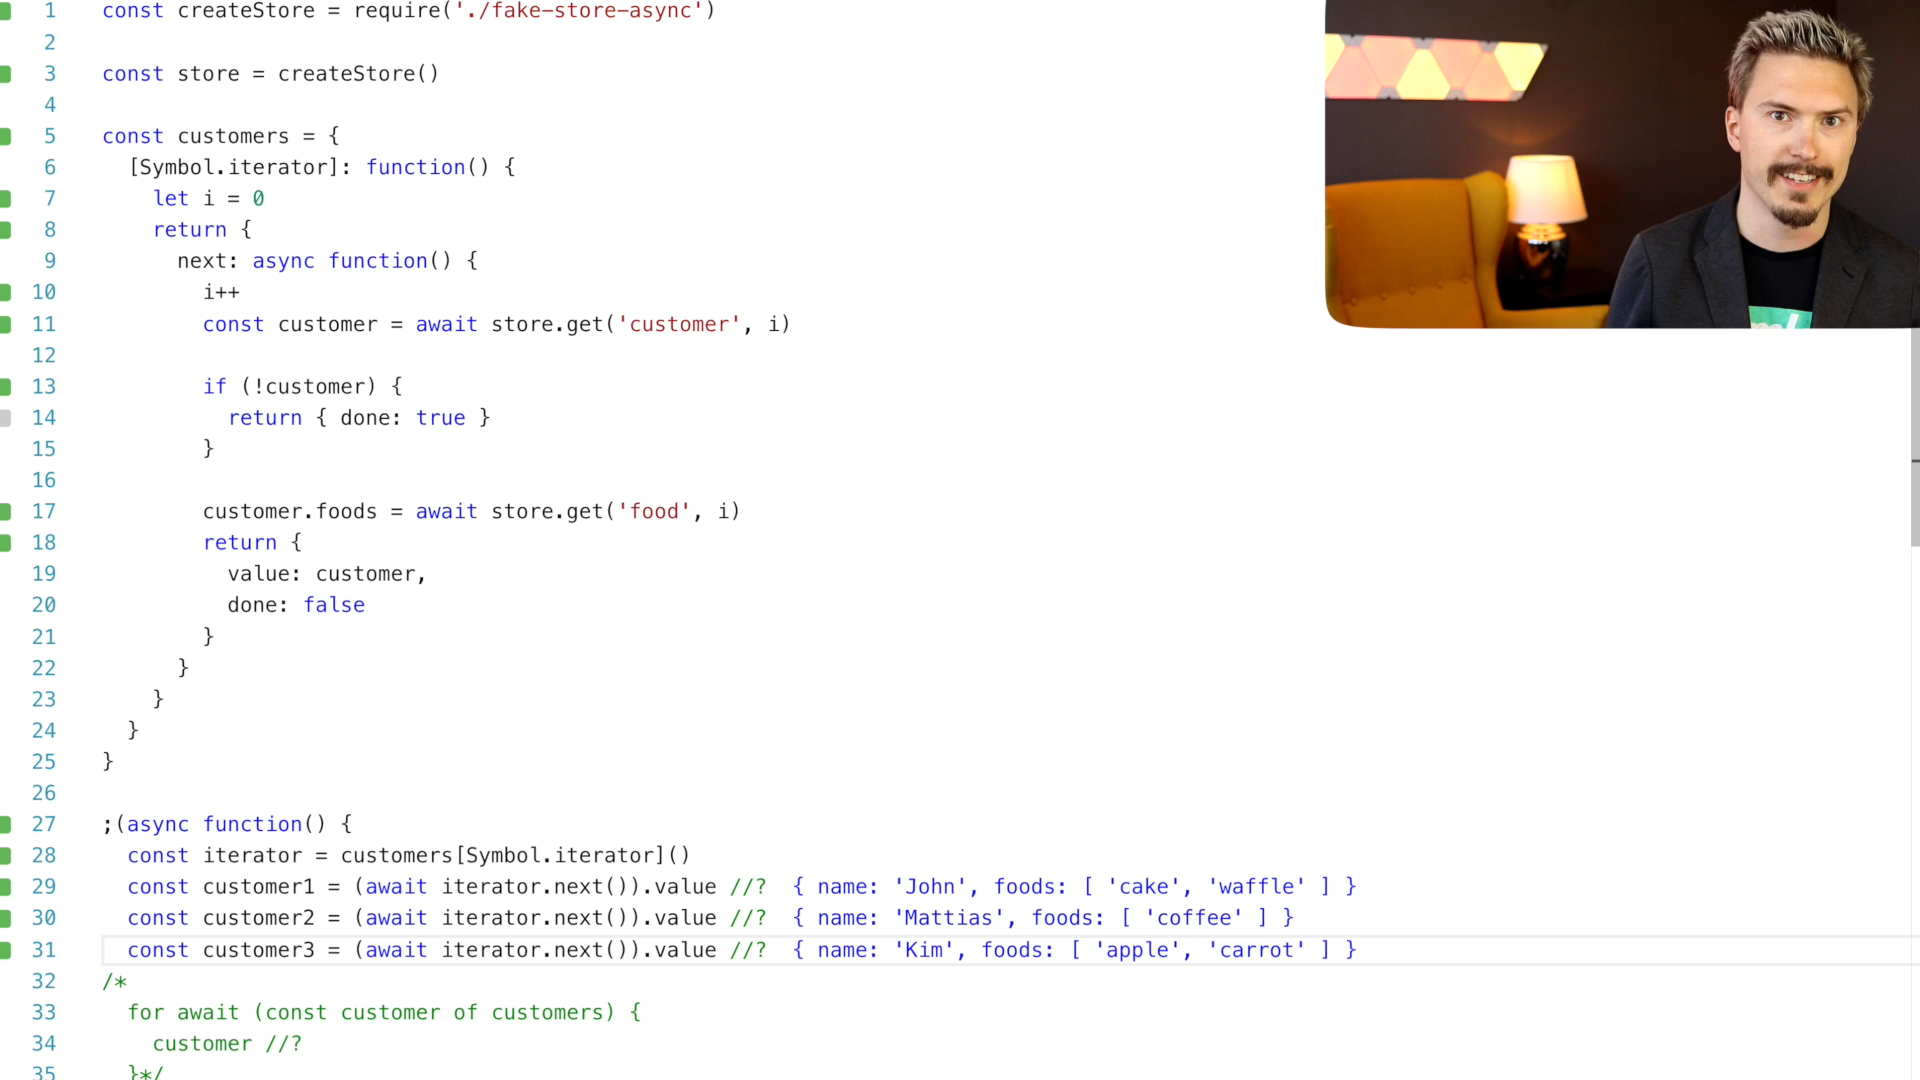 1 const createStore = require('./fake-store-async')
2
3 const store = createStore()
4
5 const customers = {
6 [Symbol.iterator]: function() {
7 let i = 0
8 return {
9 next: async function() {
10 i++
11 const customer = await store.get('customer', i)
12
13 if (!customer) {
14 return { done: true }
15 }
16
17 customer.foods = await store.get('food', i)
18 return {
19 value: customer,
20 done: false
21 }
22 }
23 }
24 }
25 }
26
27 ;(async function() {
28 const iterator = customers[Symbol.iterator]()
29 const customer1 = (await iterator.next()).value //? { name: 'John', foods: [ 'cake', 'waffle' ] }
30 const customer2 = (await iterator.next()).value //? { name: 'Mattias', foods: [ 'coffee' ] }
31 const customer3 = (await iterator.next()).value //? { name: 'Kim', foods: [ 'apple', 'carrot' ] }
32 /*
33 for await (const customer of customers) {
34 customer //?
35 }*/